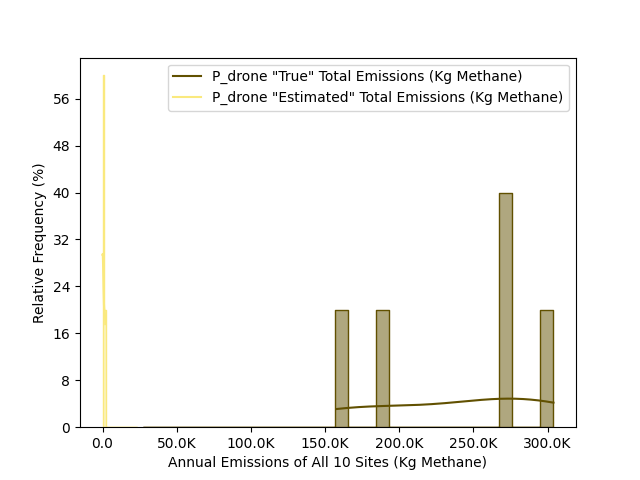 P_drone "True" Total Emissions (Kg Methane)
P_drone "Estimated" Total Emissions (Kg Methane)
56
48
40
32
24
16
8
0
Relative Frequency (%)
0.0 50.0K 100.0K 150.0K 200.0K 250.0K 300.0K
Annual Emissions of All 10 Sites (Kg Methane)